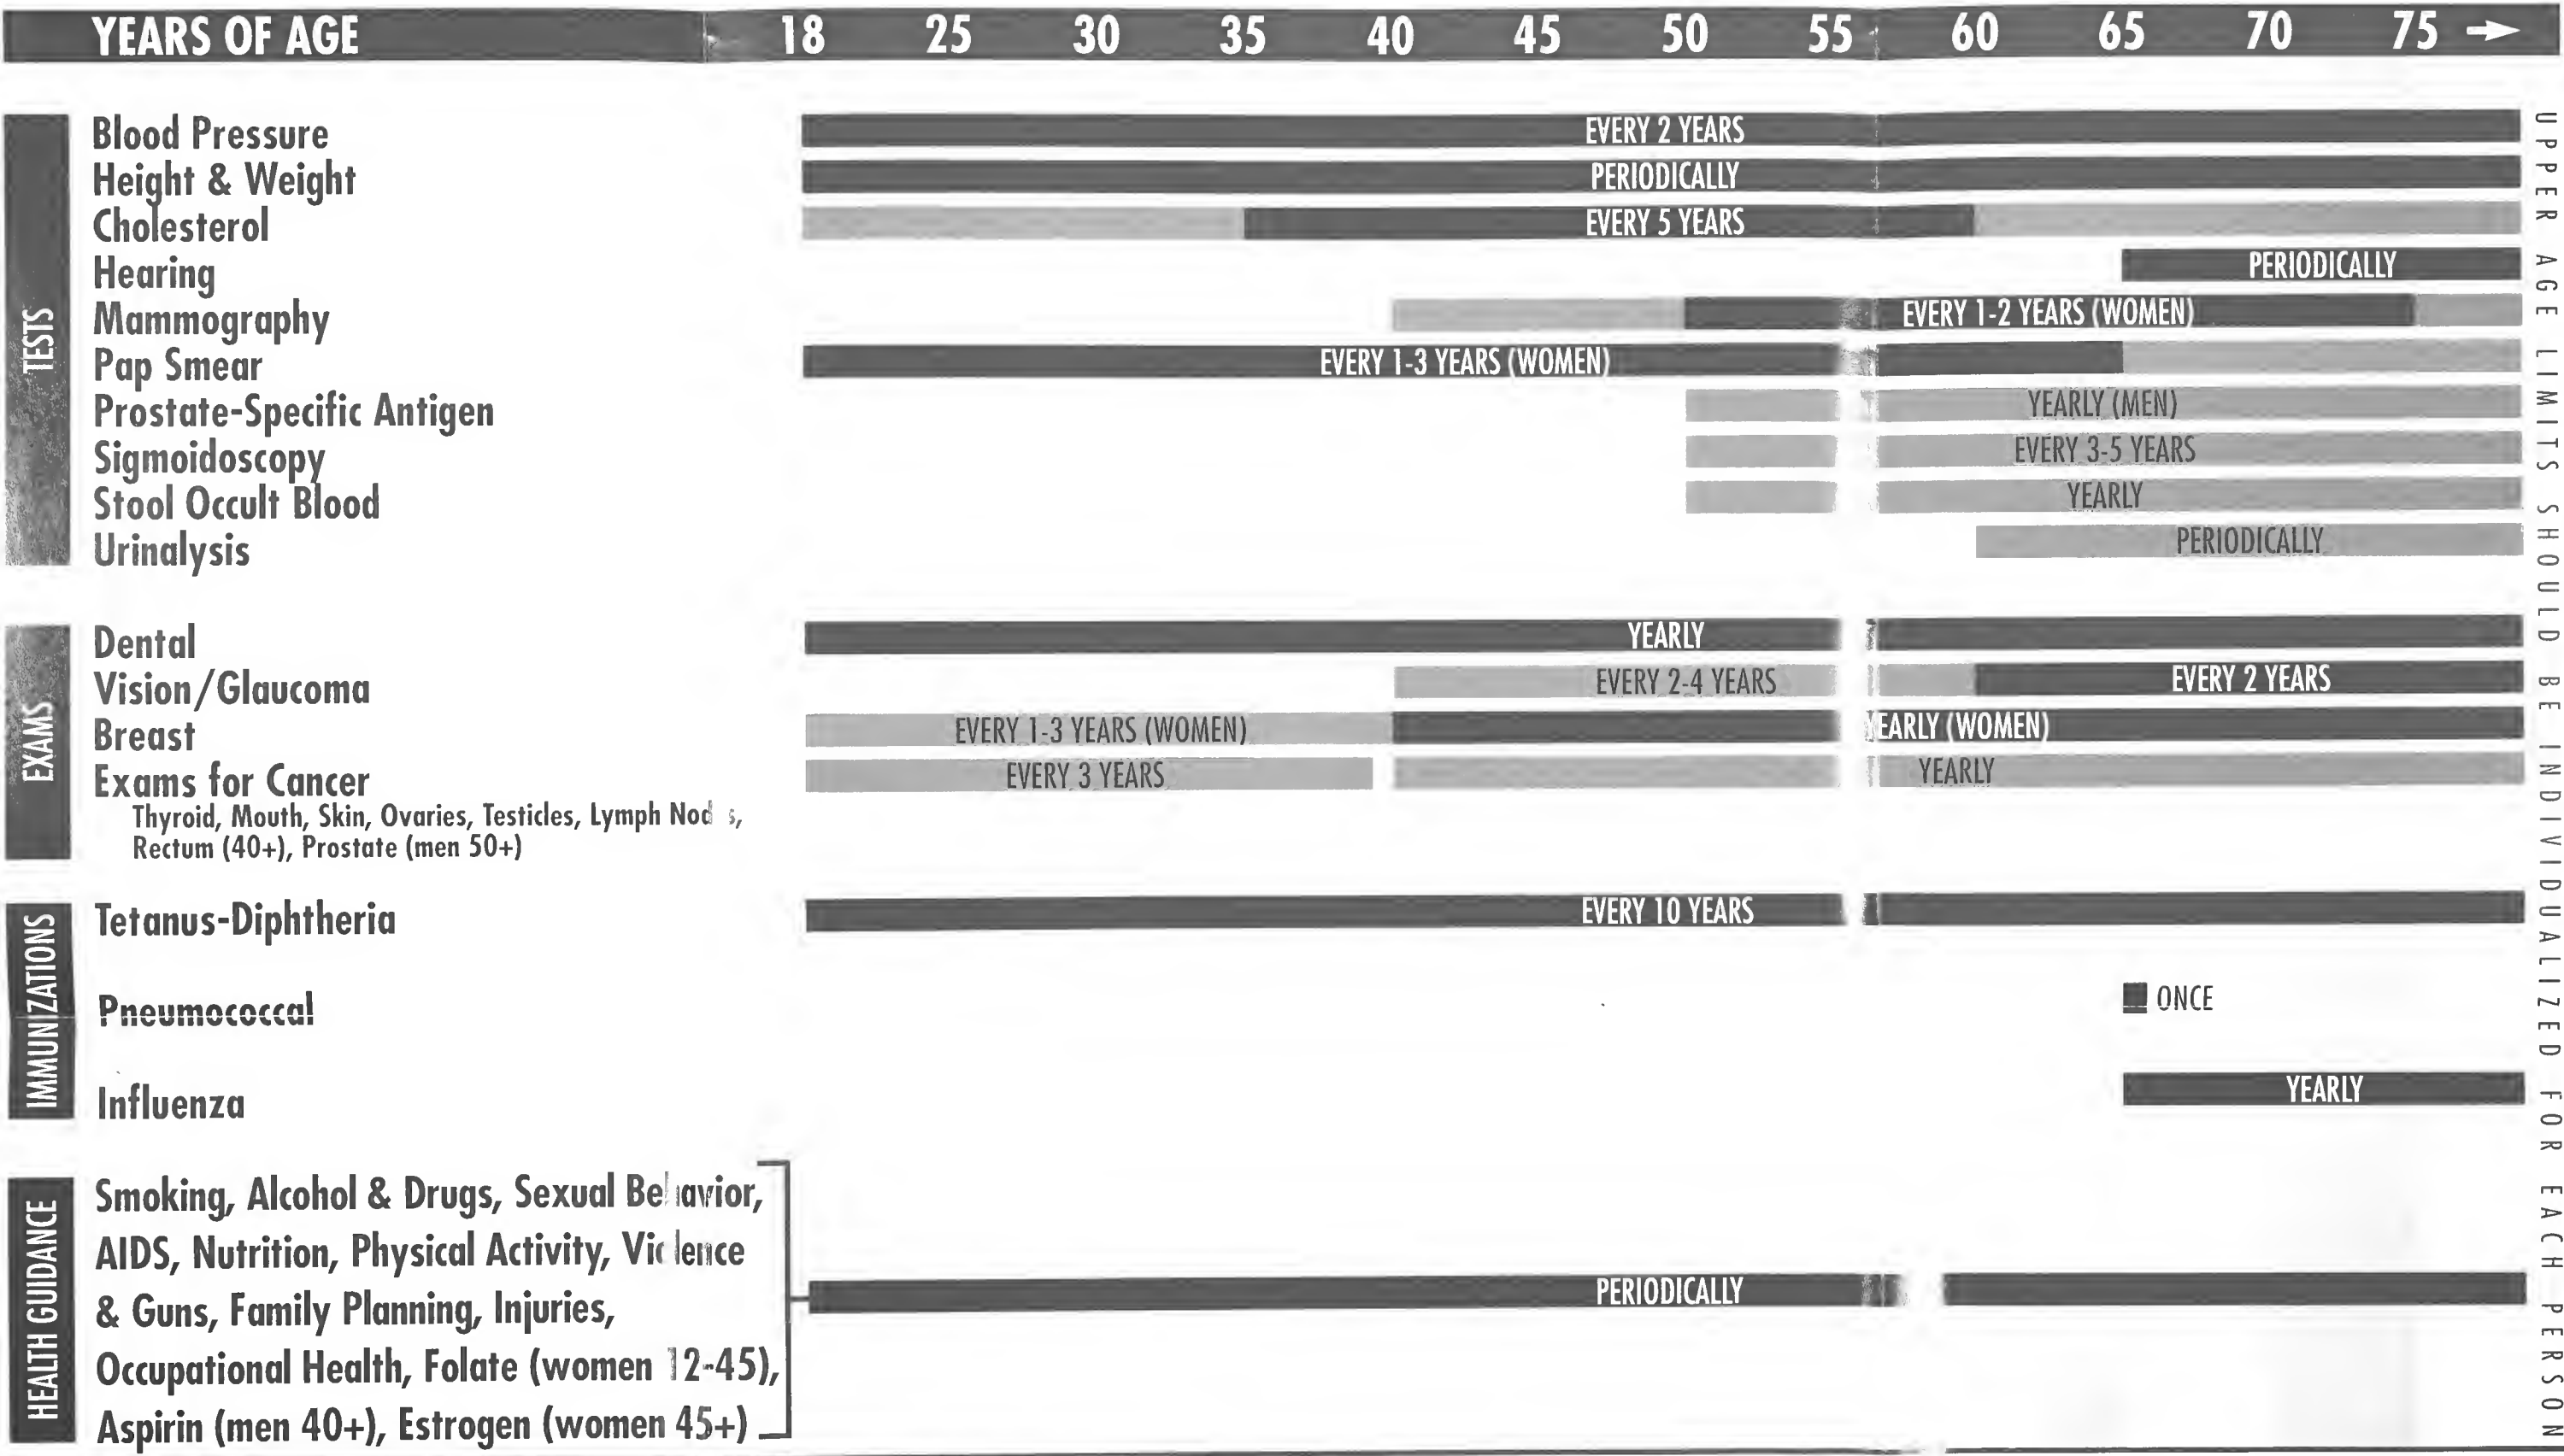 YEARS OF AGE 18 25 30 35 40 45 50 55 60 65 70 75
TESTS
Blood Pressure EVERY 2 YEARS
Height & Weight PERIODICALLY
Cholesterol EVERY 5 YEARS
Hearing PERIODICALLY
Mammography EVERY 1-2 YEARS (WOMEN)
Pap Smear EVERY 1-3 YEARS (WOMEN)
Prostate-Specific Antigen YEARLY (MEN)
Sigmoidoscopy EVERY 3-5 YEARS
Stool Occult Blood YEARLY
Urinalysis PERIODICALLY
EXAMS
Dental YEARLY
Vision/Glaucoma EVERY 2-4 YEARS EVERY 2 YEARS
Breast EVERY 1-3 YEARS (WOMEN) YEARLY (WOMEN)
Exams for Cancer EVERY 3 YEARS YEARLY
Thyroid, Mouth, Skin, Ovaries, Testicles, Lymph Nodes,
Rectum (40+), Prostate (men 50+)
IMMUNIZATIONS
Tetanus-Diphtheria EVERY 10 YEARS
Pneumococcal ONCE
Influenza YEARLY
HEALTH GUIDANCE
Smoking, Alcohol & Drugs, Sexual Behavior,
AIDS, Nutrition, Physical Activity, Violence
& Guns, Family Planning, Injuries, PERIODICALLY
Occupational Health, Folate (women 12-45),
Aspirin (men 40+), Estrogen (women 45+)
UPPER AGE LIMITS SHOULD BE INDIVIDUALIZED FOR EACH PERSON